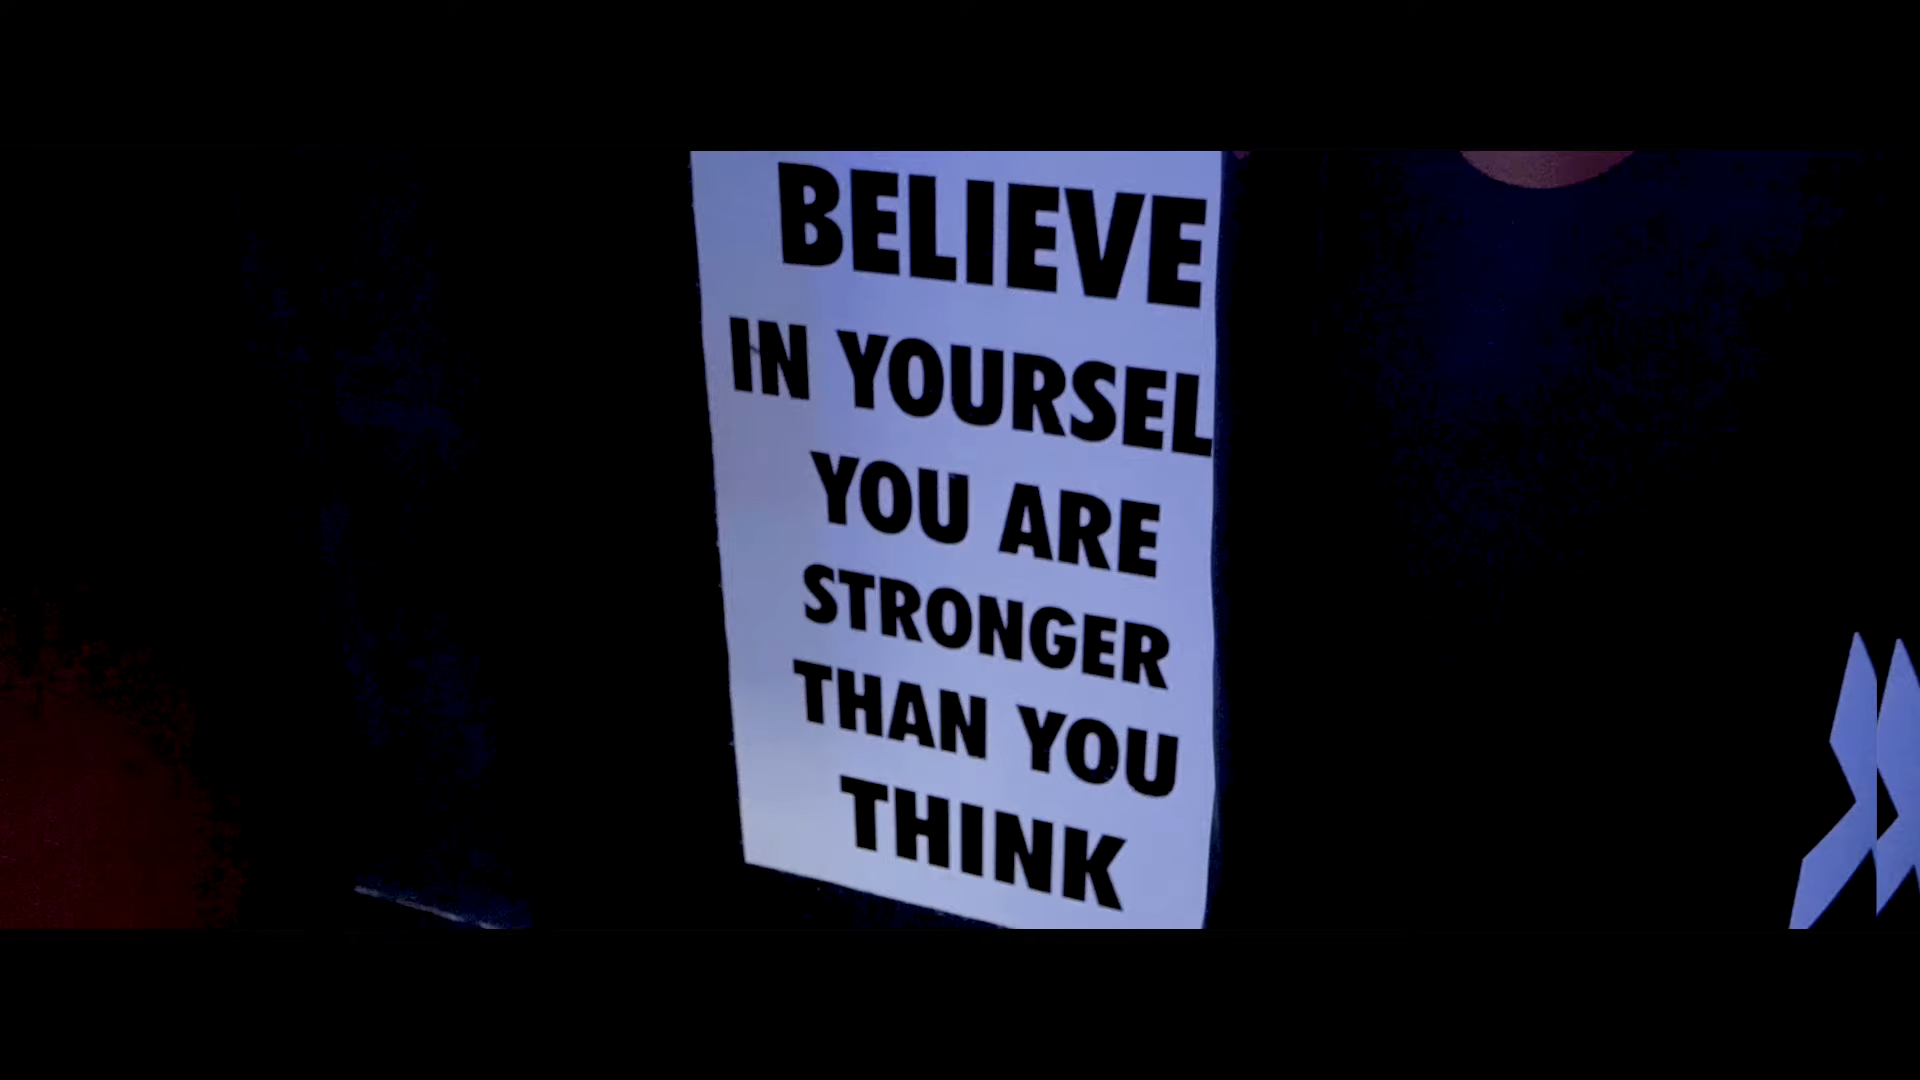 BELIEVE
IN YOURSEL
YOU ARE
STRONGER
THAN YOU
THINK